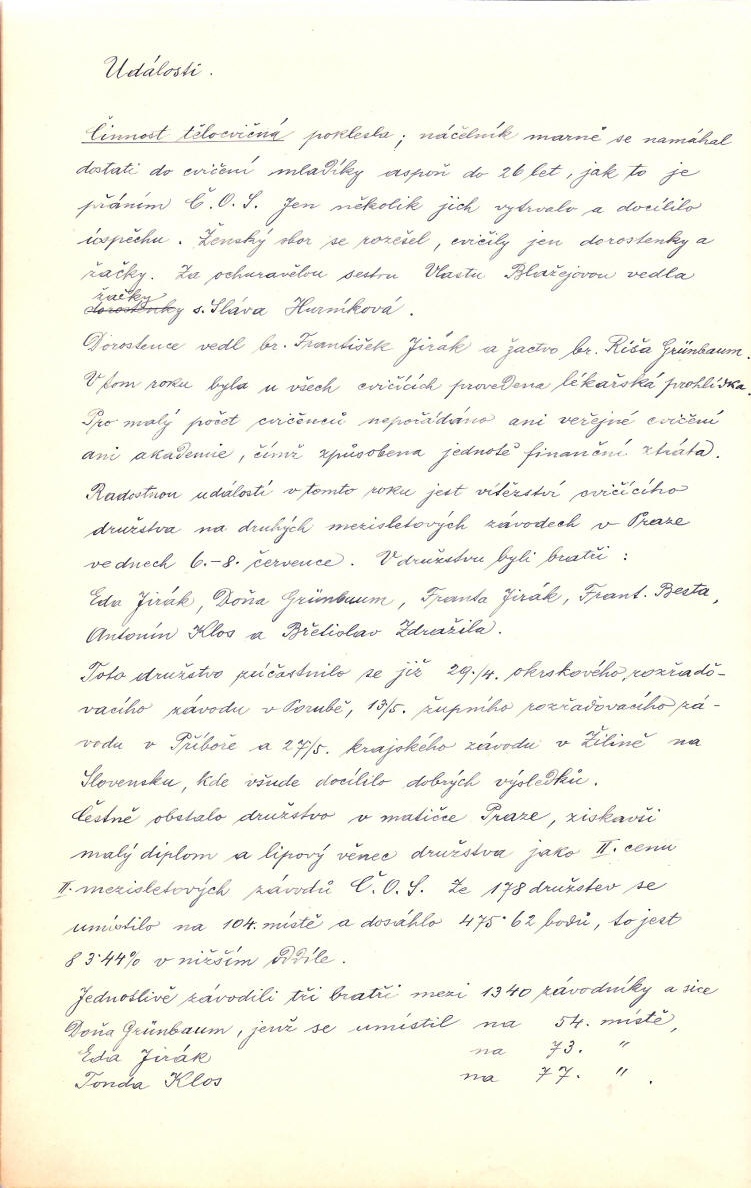 Události.
Činnost tělocvičná poklesla; náčelník marně se namáhal
dostati do cvičení mladíky aspoň do 26 let, jak to je
přáním Č.O.S. Jen několik jich vytrvalo a docílilo
úspěchu. Ženský sbor se rozešel, cvičily jen dorostenky a
žačky. Za ochuravělou sestru Vlastu Blažejovou vedla
žačky
dorostenky s. Sláva Hurníková.
Dorostence vedl br. František Jirák a žactvo br. Ríša Grünbaum.
V tom roku byla u všech cvičících provedena lékařská prohlídka.
Pro malý počet cvičenců nepořádáno ani veřejné cvičení
ani akademie, čímž způsobena jednotě finanční ztráta.
Radostnou událostí v tomto roku jest vítězství cvičícího
družstva na druhých mezisletových závodech v Praze
ve dnech 6.-8. července. V družstvu byli bratři:
Eda Jirák, Doňa Grünbaum, Franta Jirák, Frant. Besta,
Antonín Klos a Břetislav Zdražila.
Toto družstvo zúčastnilo se již 29./4. okrskového, rozřaďo-
vacího závodu v Porubě, 13/5. župního rozřaďovacího zá-
vodu v Příboře a 27/5. krajského závodu v Žilině na
Slovensku, kde všude docílilo dobrých výsledků.
Čestně obstálo družstvo v matičce Praze, získavši
malý diplom a lipový věnec družstva jako II. cenu
II. mezisletových závodů Č.O.S. Ze 178 družstev se
umístilo na 104. místě a dosáhlo 475·62 bodů, to jest
83·44% v nižším oddíle.
Jednotlivě závodili tři bratři mezi 1340 závodníky a sice
Doňa Grünbaum, jenž se umístil na 54. místě,
Eda Jirák na 73. "
Tonda Klos na 77. " .